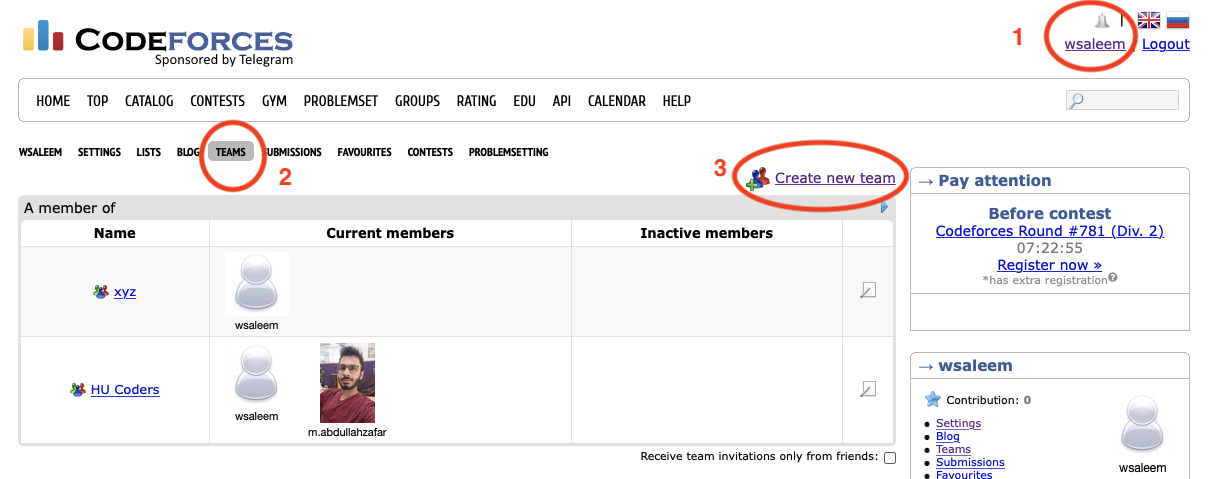 1
wsaleem | Logout
CODEFORCES
Sponsored by Telegram
HOME TOP CATALOG CONTESTS GYM PROBLEMSET GROUPS RATING EDU API CALENDAR HELP
WSALEEM SETTINGS LISTS BLOG TEAMS SUBMISSIONS FAVOURITES CONTESTS PROBLEMSETTING
2
3
Create new team
A member of
Name Current members Inactive members
xyz
wsaleem
HU Coders
wsaleem
m.abdullahzafar
Receive team invitations only from friends:
→ Pay attention
Before contest
Codeforces Round #781 (Div. 2)
07:22:55
Register now »
*has extra registration
→ wsaleem
Contribution: 0
Settings
Blog
Teams
Submissions
Favourites
wsaleem